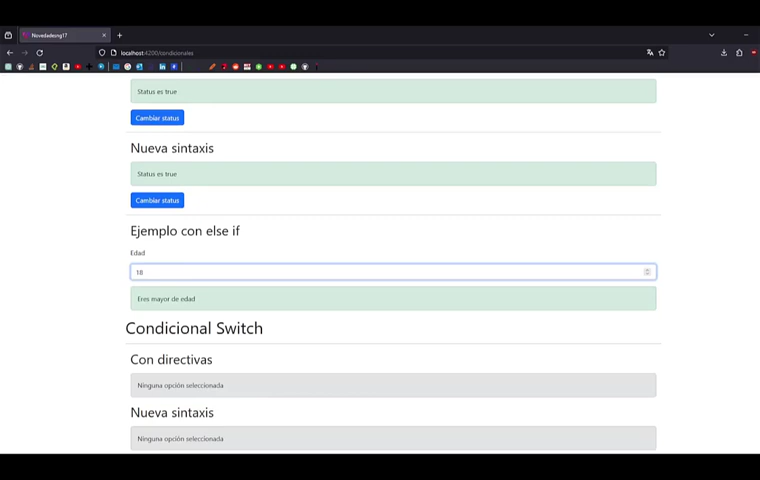 Novedadesng17
localhost:4200/condicionales
Status es true
Cambiar status
Nueva sintaxis
Status es true
Cambiar status
Ejemplo con else if
Edad
18
Eres mayor de edad
Condicional Switch
Con directivas
Ninguna opción seleccionada
Nueva sintaxis
Ninguna opción seleccionada